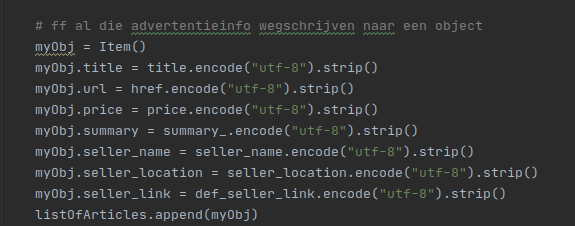 # ff al die advertentieinfo wegschrijven naar een object
myObj = Item()
myObj.title = title.encode("utf-8").strip()
myObj.url = href.encode("utf-8").strip()
myObj.price = price.encode("utf-8").strip()
myObj.summary = summary_.encode("utf-8").strip()
myObj.seller_name = seller_name.encode("utf-8").strip()
myObj.seller_location = seller_location.encode("utf-8").strip()
myObj.seller_link = def_seller_link.encode("utf-8").strip()
listOfArticles.append(myObj)